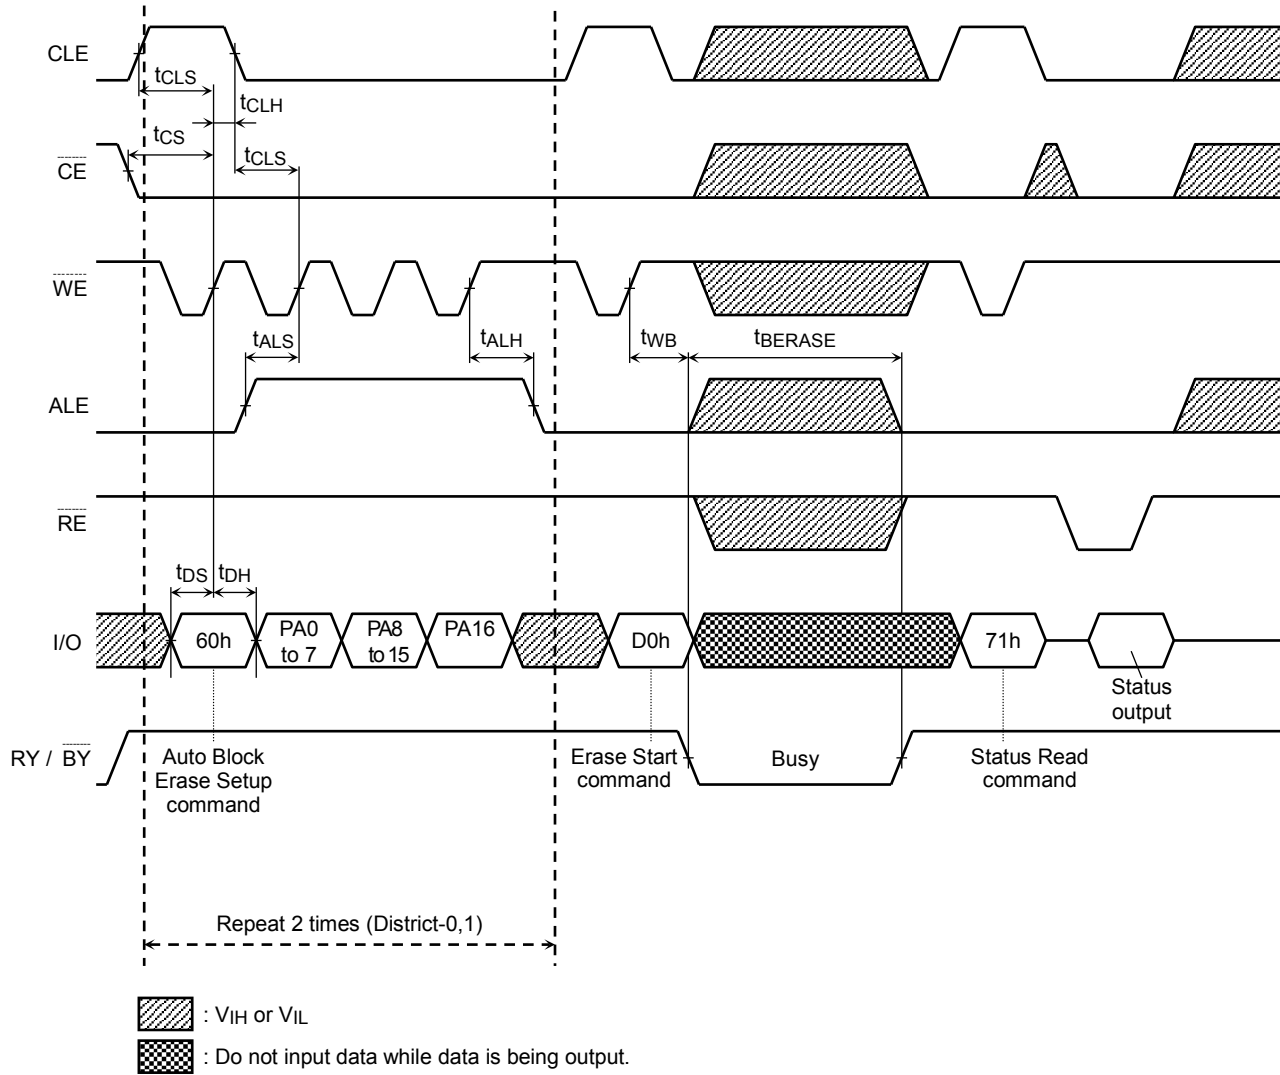 CLE
tCLS
tCLH
tCS
tCLS
CE
WE
tALS
tALH
tWB
tBERASE
ALE
RE
tDS
tDH
I/O
60h
PA0
to 7
PA8
to 15
PA16
D0h
71h
Status
output
RY / BY
Auto Block
Erase Setup
command
Erase Start
command
Busy
Status Read
command
Repeat 2 times (District-0,1)
: VIH or VIL
: Do not input data while data is being output.